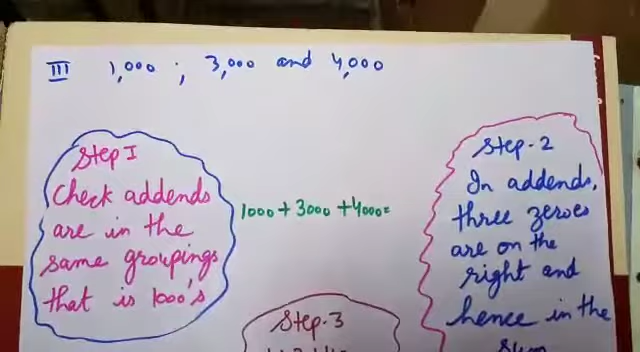 III 1,000 ; 3,000 and 4,000
Step I
Check addends
are in the
same groupings
that is 1000's
1000 + 3000 + 4000 =
Step-2
In addends,
three zeroes
are on the
right and
hence in the
Step-3